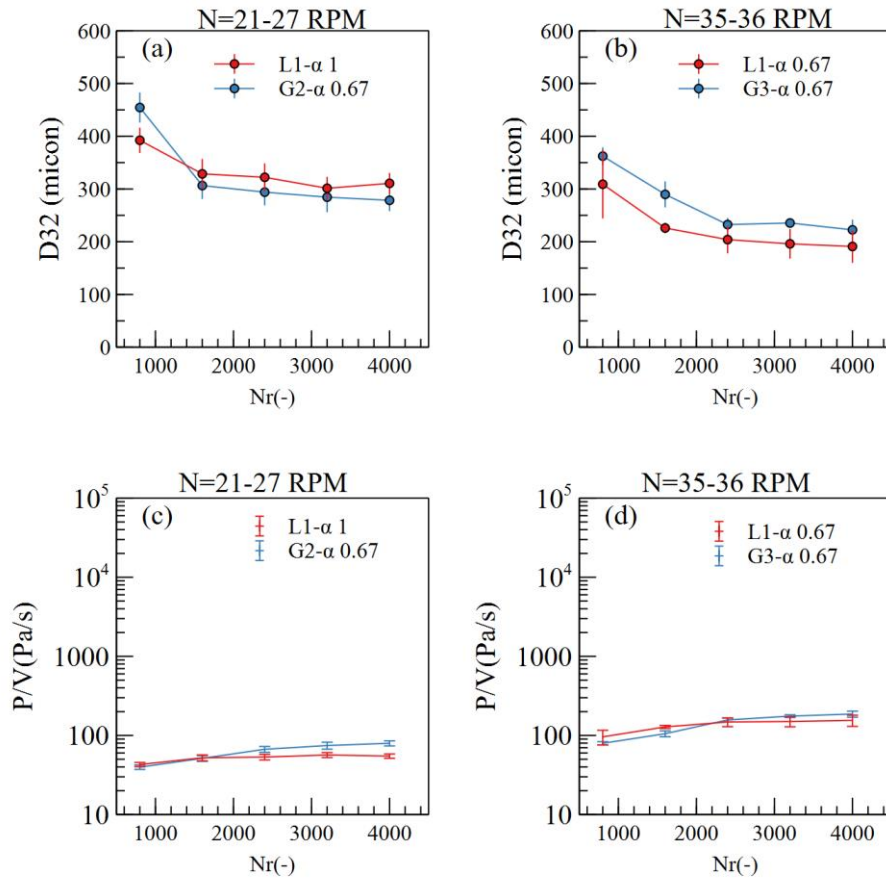 N=21-27 RPM
(a)
L1-α 1
G2-α 0.67
D32 (micon)
600
500
400
300
200
100
0
1000 2000 3000 4000
Nr(-)
N=35-36 RPM
(b)
L1-α 0.67
G3-α 0.67
D32 (micon)
600
500
400
300
200
100
0
1000 2000 3000 4000
Nr(-)
N=21-27 RPM
(c)
L1-α 1
G2-α 0.67
P/V(Pa/s)
10⁵
10⁴
1000
100
10
1000 2000 3000 4000
Nr(-)
N=35-36 RPM
(d)
L1-α 0.67
G3-α 0.67
P/V(Pa/s)
10⁵
10⁴
1000
100
10
1000 2000 3000 4000
Nr(-)